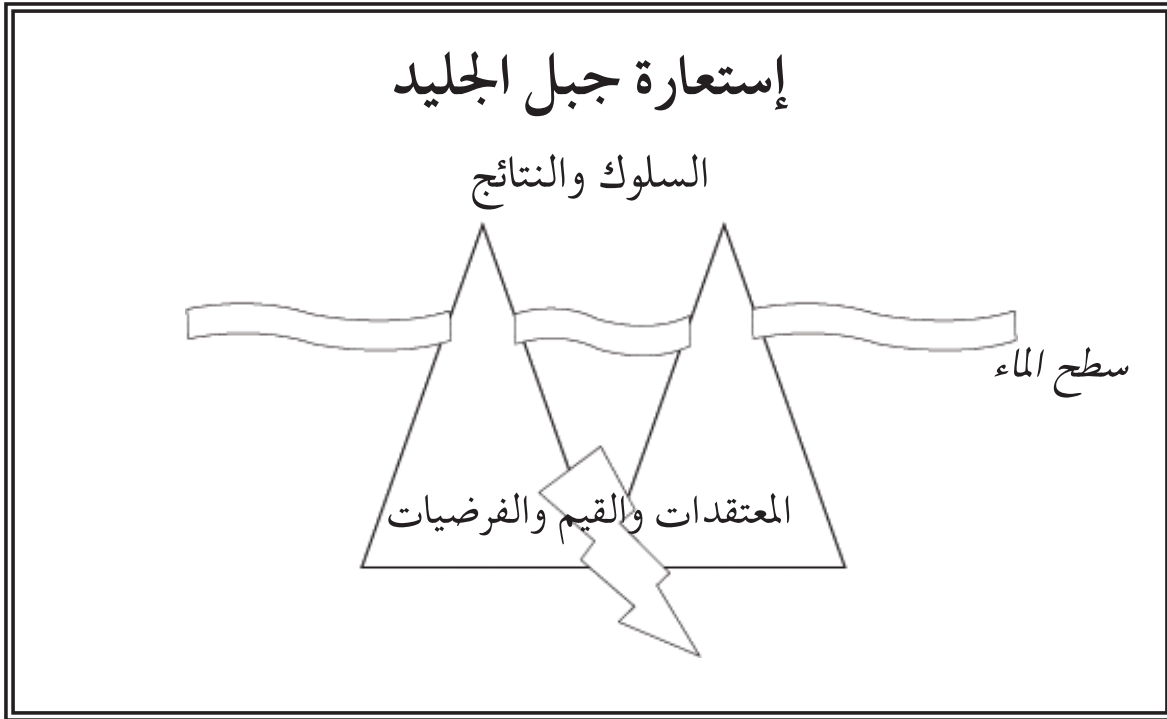 إستعارة جبل الجليد
السلوك والنتائج
سطح الماء
المعتقدات والقيم والفرضيات